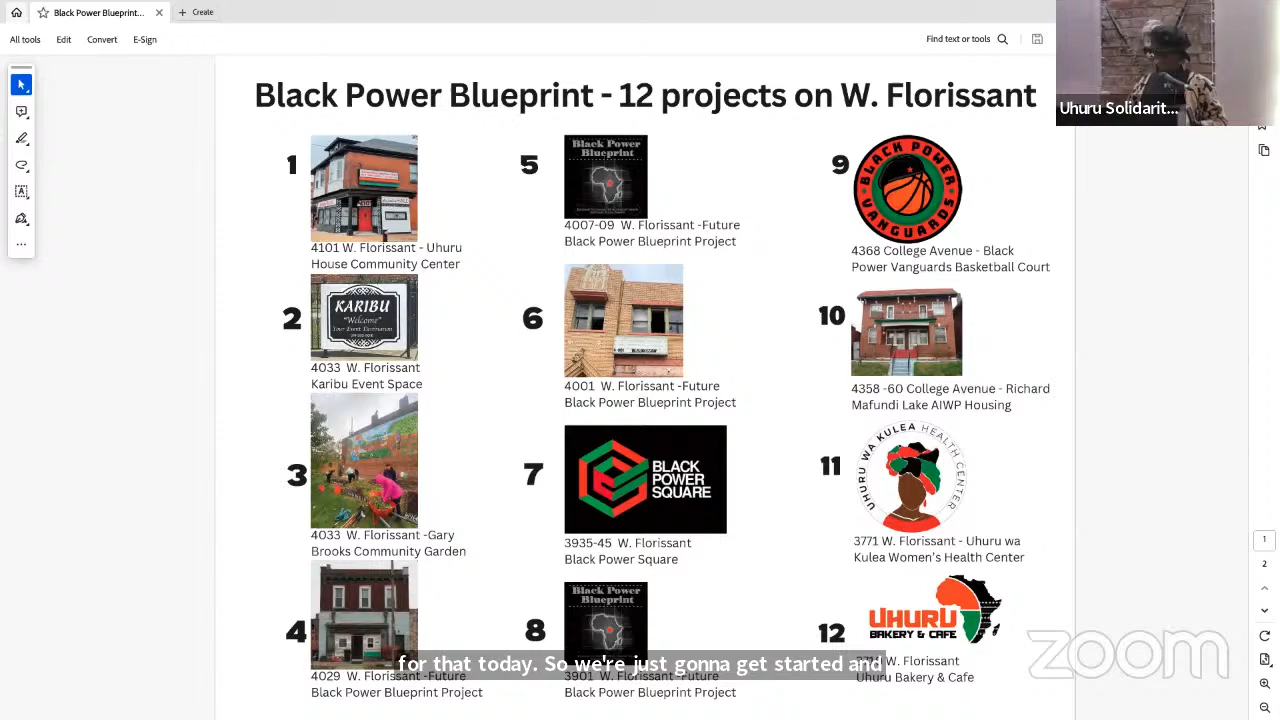 Black Power Blueprint...
Create
All tools
Edit
Convert
E-Sign
Find text or tools
Uhuru Solidarit...
Black Power Blueprint - 12 projects on W. Florissant
1
4101 W. Florissant - Uhuru
House Community Center
2
KARIBU
"Welcome"
Your Event Destination
4033 W. Florissant
Karibu Event Space
3
4033 W. Florissant -Gary
Brooks Community Garden
4
4029 W. Florissant -Future
Black Power Blueprint Project
5
Black Power
Blueprint
4007-09 W. Florissant -Future
Black Power Blueprint Project
6
4001 W. Florissant -Future
Black Power Blueprint Project
7
BLACK
POWER
SQUARE
3935-45 W. Florissant
Black Power Square
8
Black Power
Blueprint
3901 W. Florissant -Future
Black Power Blueprint Project
9
BLACK POWER
VANGUARDS
4368 College Avenue - Black
Power Vanguards Basketball Court
10
4358 -60 College Avenue - Richard
Mafundi Lake AIWP Housing
11
UHURU WA KULEA HEALTH CENTER
3771 W. Florissant - Uhuru wa
Kulea Women's Health Center
12
UHURU
BAKERY & CAFE
W. Florissant
Uhuru Bakery & Cafe
for that today. So we're just gonna get started and
1
2
zoom